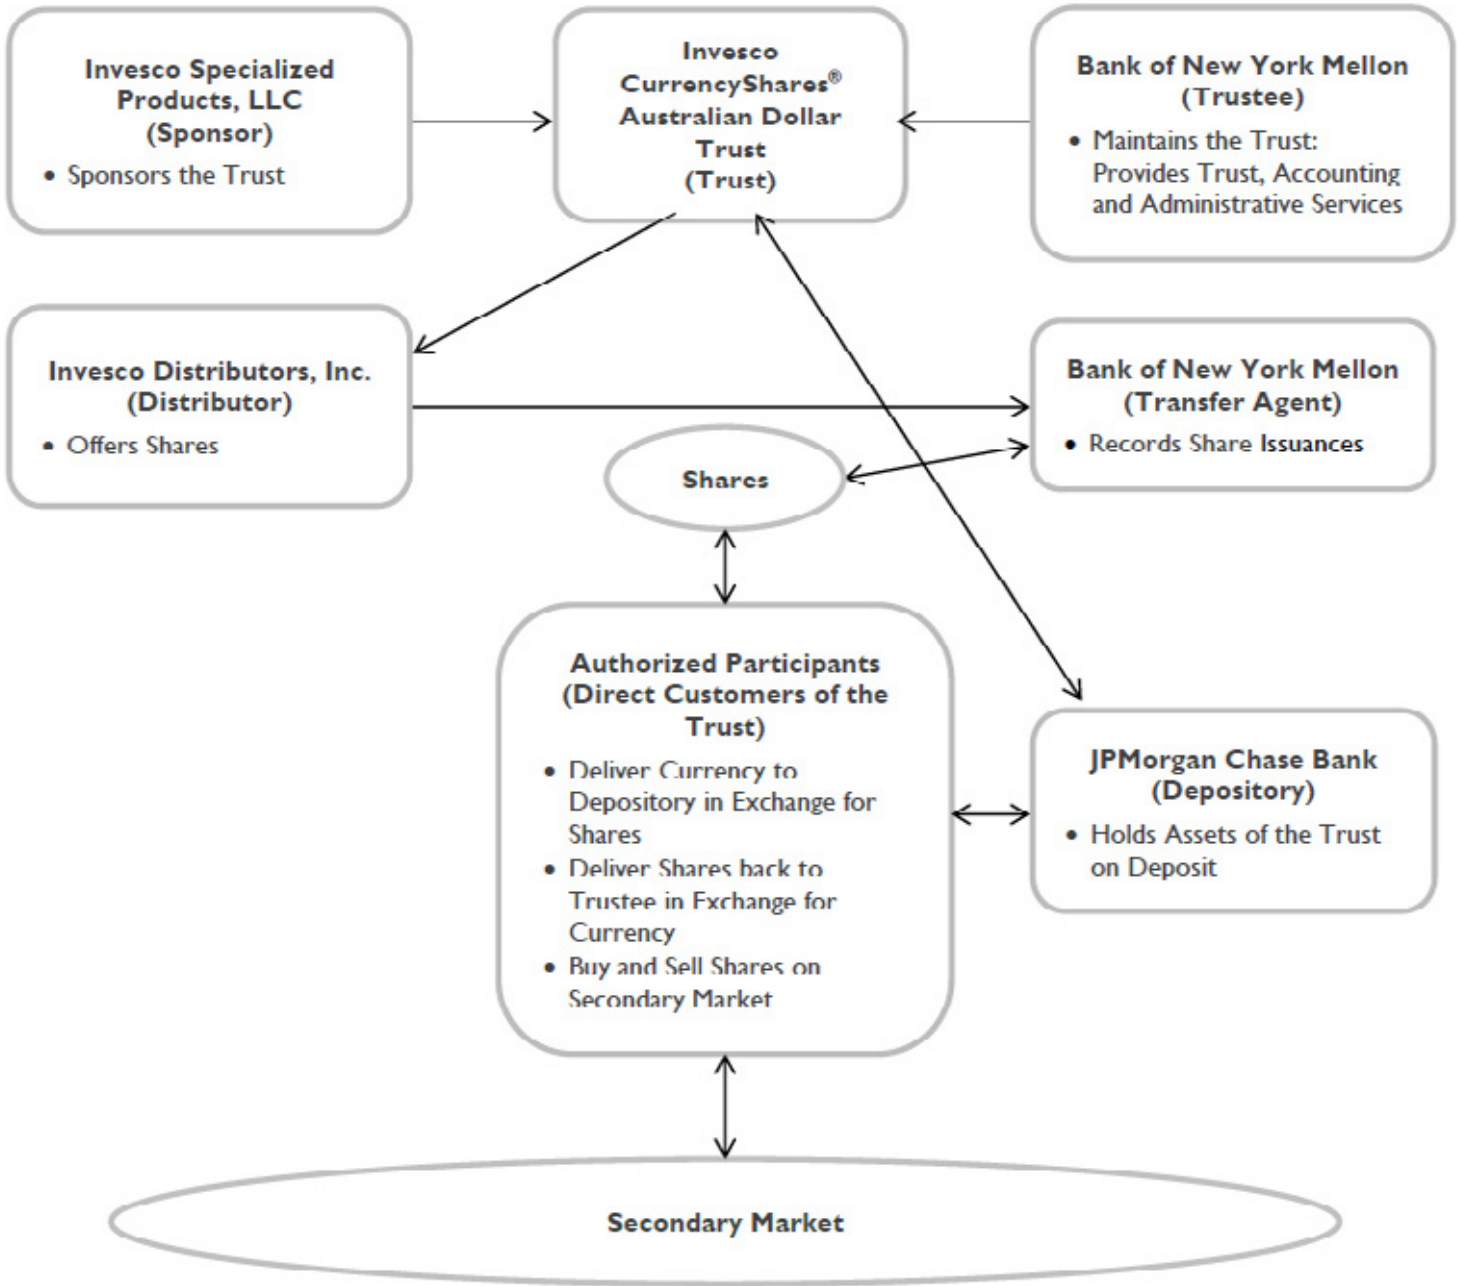 Invesco Specialized
Products, LLC
(Sponsor)
• Sponsors the Trust
Invesco
CurrencyShares®
Australian Dollar
Trust
(Trust)
Bank of New York Mellon
(Trustee)
• Maintains the Trust:
Provides Trust, Accounting
and Administrative Services
Invesco Distributors, Inc.
(Distributor)
• Offers Shares
Bank of New York Mellon
(Transfer Agent)
• Records Share Issuances
Shares
Authorized Participants
(Direct Customers of the
Trust)
• Deliver Currency to
Depository in Exchange for
Shares
• Deliver Shares back to
Trustee in Exchange for
Currency
• Buy and Sell Shares on
Secondary Market
JPMorgan Chase Bank
(Depository)
• Holds Assets of the Trust
on Deposit
Secondary Market